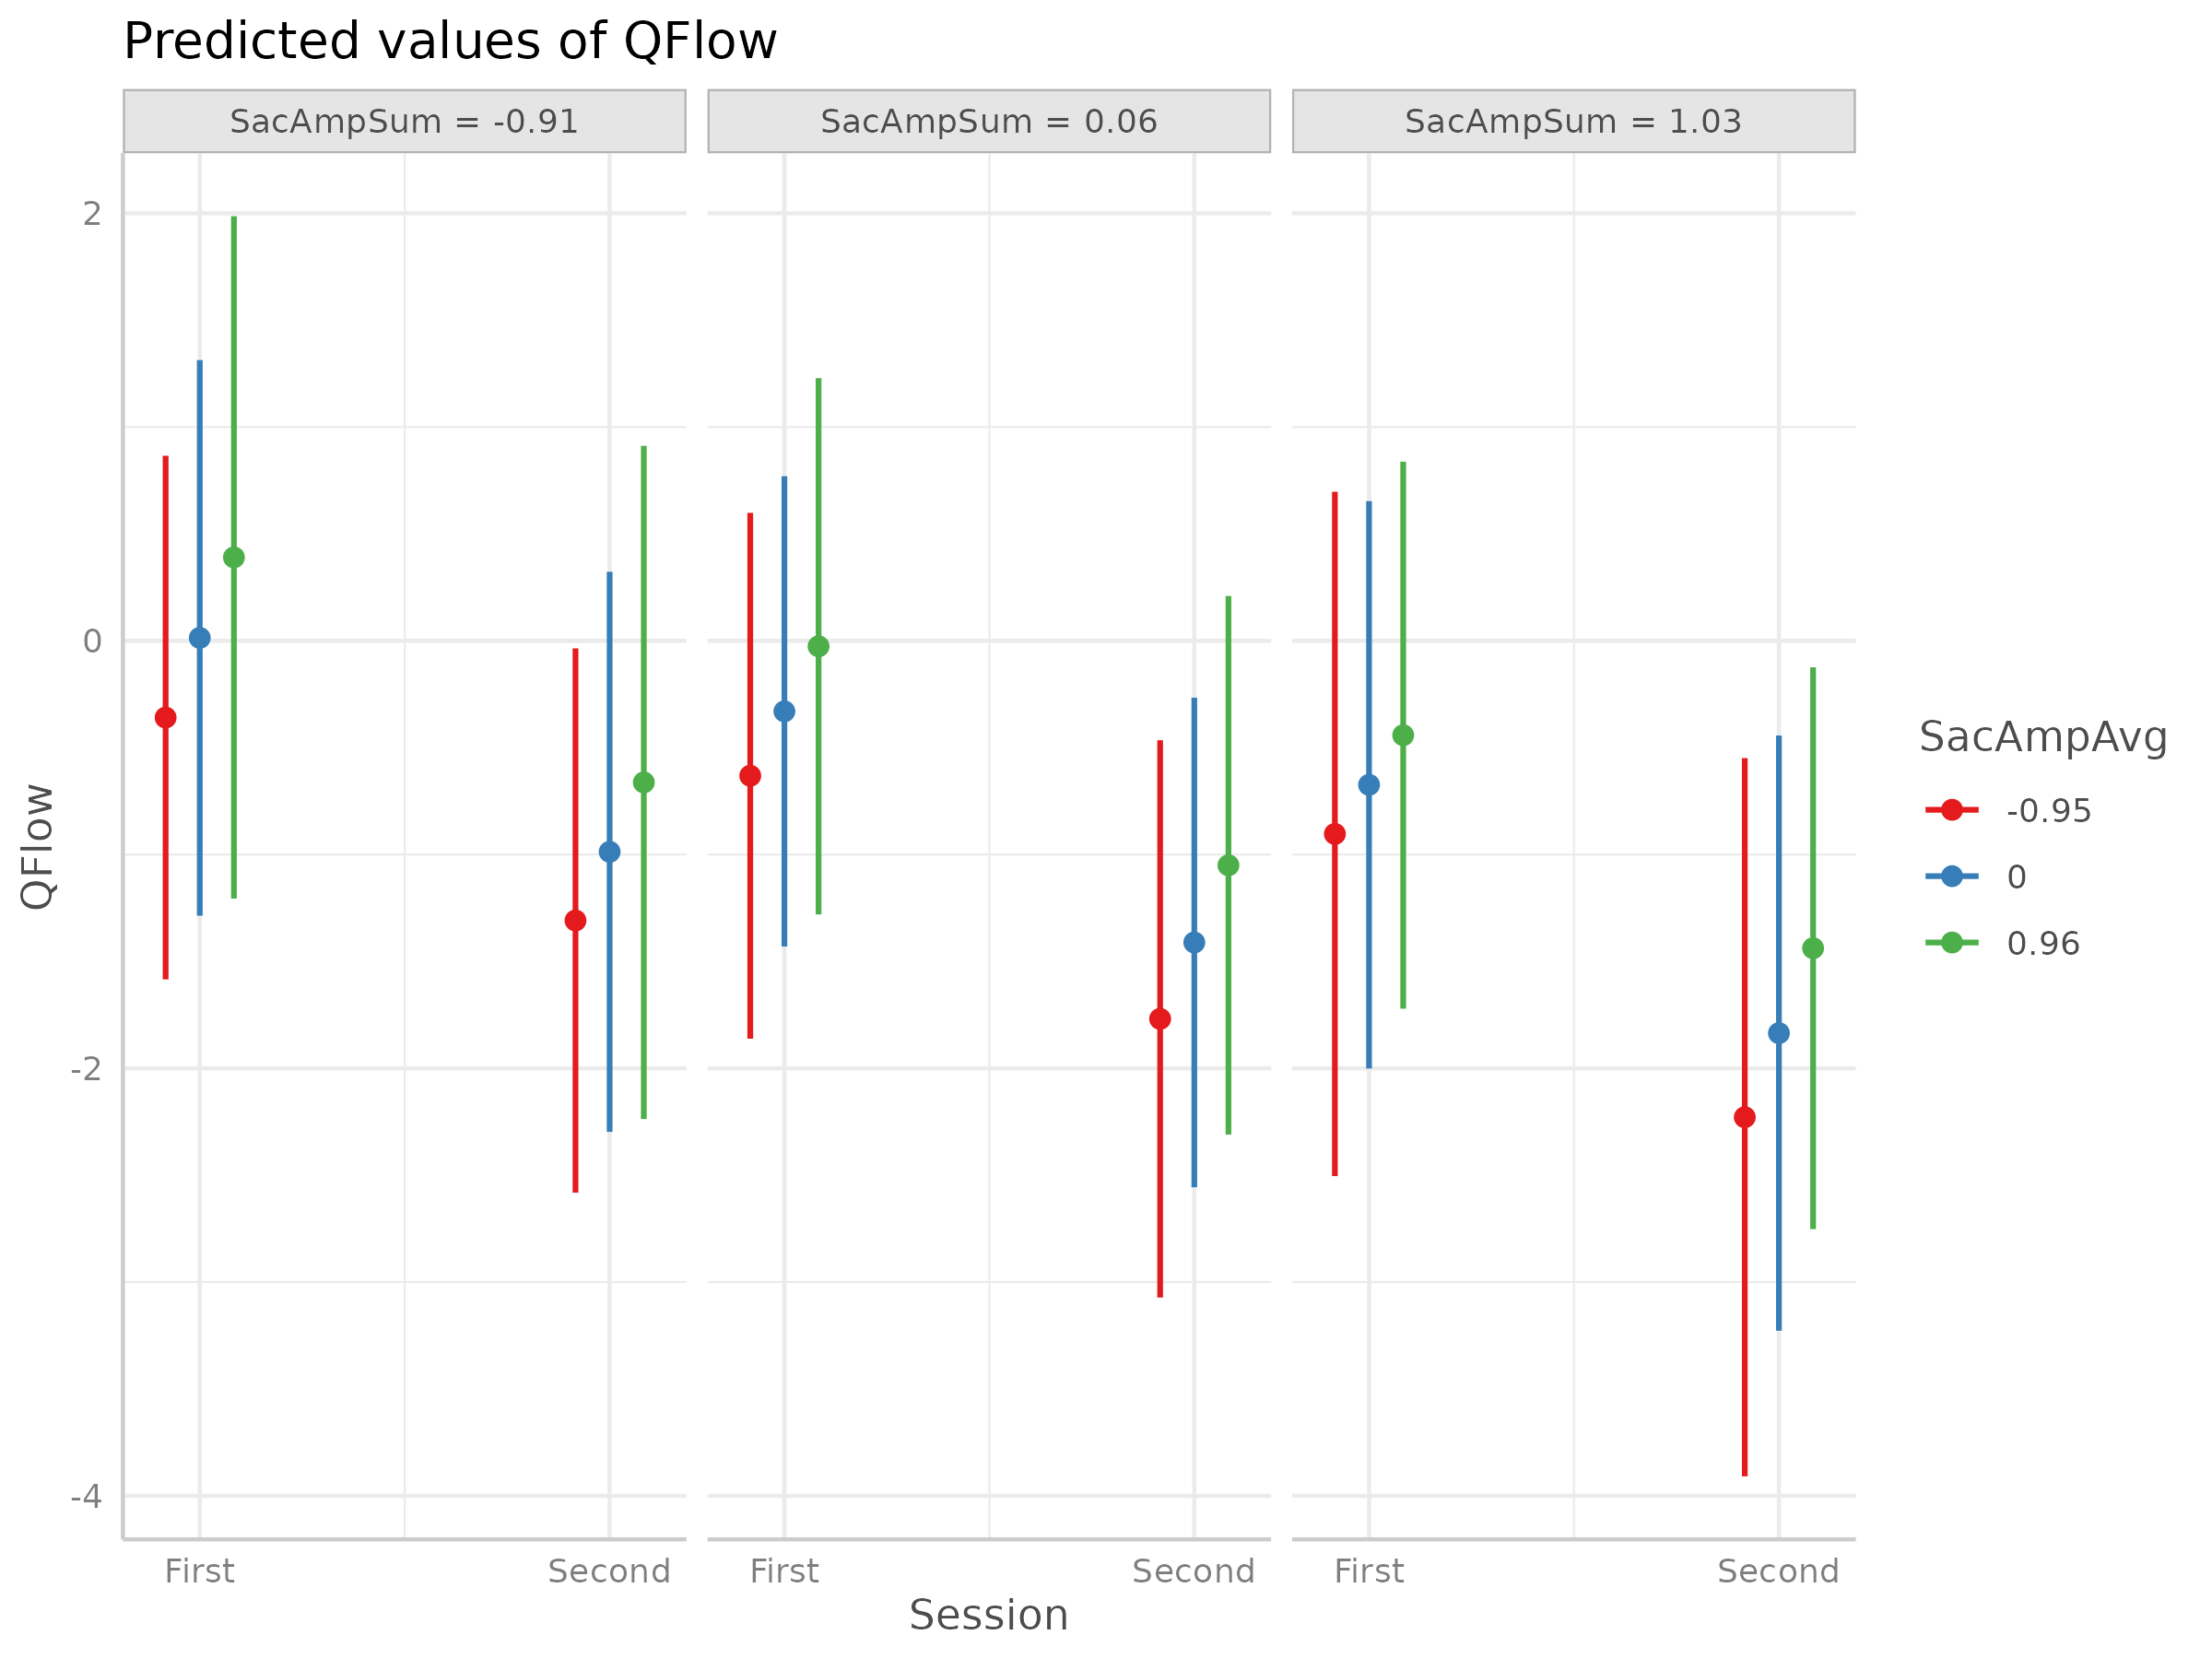 Predicted values of QFlow
SacAmpSum = -0.91
SacAmpSum = 0.06
SacAmpSum = 1.03
2
0
-2
-4
QFlow
First
Second
First
Second
First
Second
Session
SacAmpAvg
-0.95
0
0.96